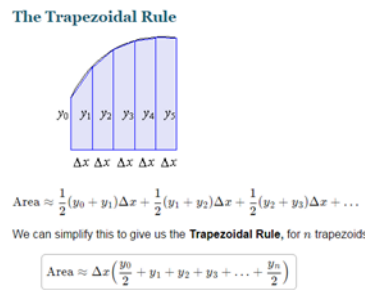 The Trapezoidal Rule
y₀ y₁ y₂ y₃ y₄ y₅
Δx Δx Δx Δx Δx
Area ≈ 1/2(y₀ + y₁)Δx + 1/2(y₁ + y₂)Δx + 1/2(y₂ + y₃)Δx + ...
We can simplify this to give us the Trapezoidal Rule, for n trapezoids
Area ≈ Δx(y₀/2 + y₁ + y₂ + y₃ + ... + yₙ/2)